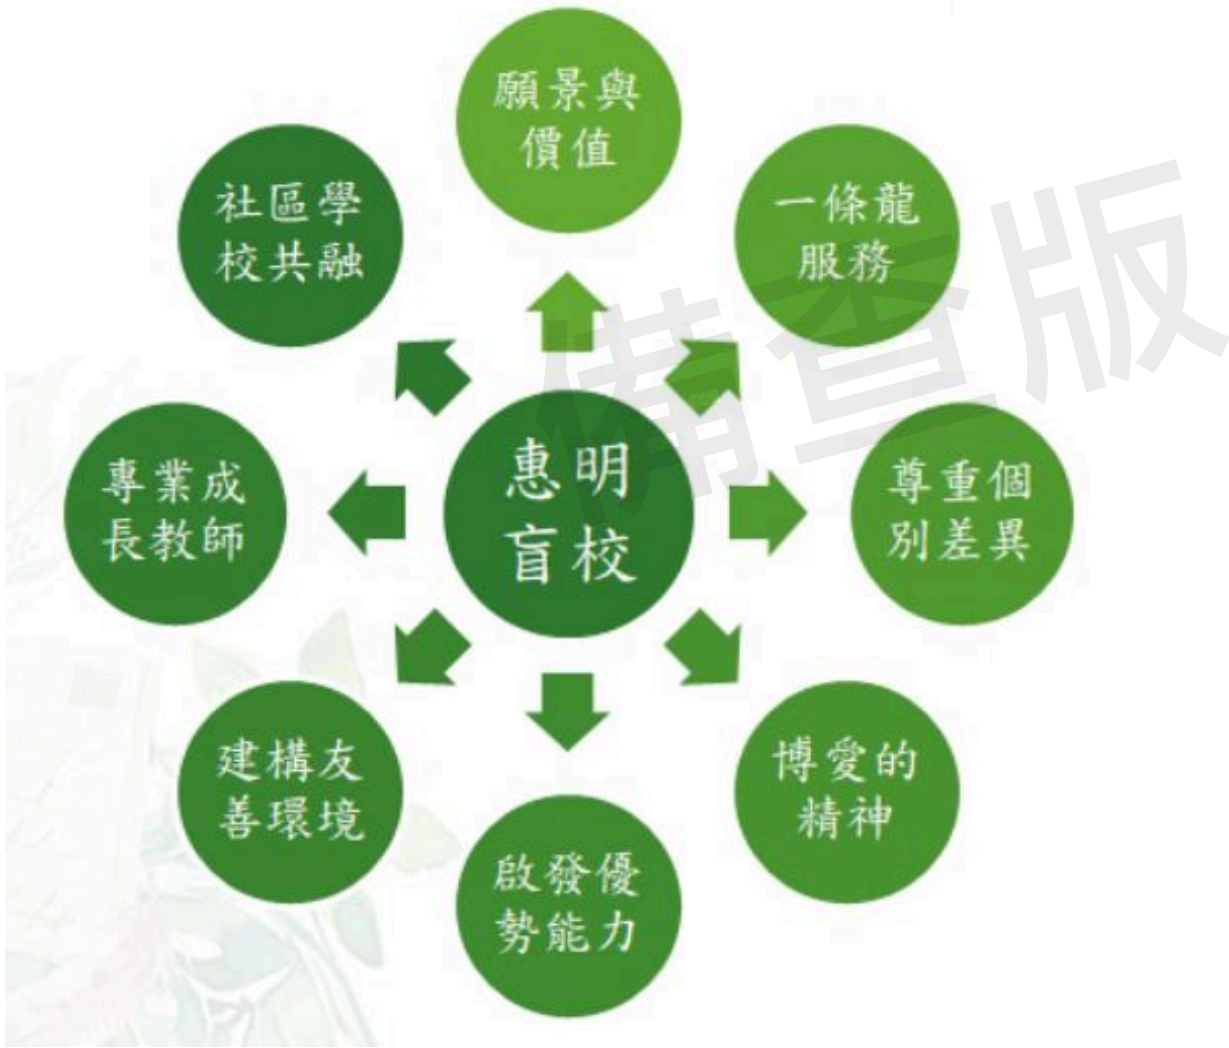 願景與
價值
一條龍
服務
尊重個
別差異
博愛的
精神
啟發優
勢能力
建構友
善環境
專業成
長教師
社區學
校共融
惠明
盲校
備查版